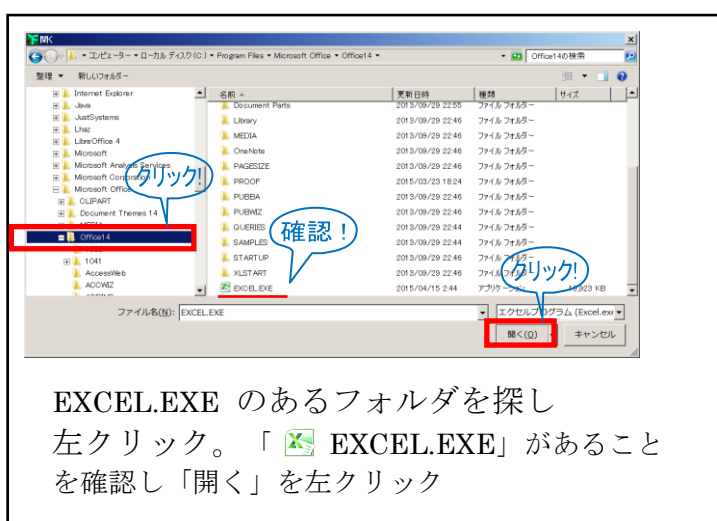 開K
コンピューター ▼ ローカル ディスク (C:) ▼ Program Files ▼ Microsoft Office ▼ Office14 ▼
Office14の検索
整理 ▼ 新しいフォルダー
名前 更新日時 種類 サイズ
Internet Explorer
Java
JustSystems
Lhaz
LibreOffice 4
Microsoft
Microsoft Analysis Services
Microsoft Corporation
Microsoft Office
CLIPART
Document Themes 14
MEDIA
Office14
1041
AccessWeb
ADCWIZ
クリック!
Document Parts 2013/09/29 22:55 ファイル フォルダー
Library 2013/09/29 22:46 ファイル フォルダー
MEDIA 2013/09/29 22:46 ファイル フォルダー
OneNote 2013/09/29 22:46 ファイル フォルダー
PAGESIZE 2013/09/29 22:46 ファイル フォルダー
PROOF 2015/03/23 18:24 ファイル フォルダー
PUBBA 2013/09/29 22:46 ファイル フォルダー
PUBWIZ 2013/09/29 22:46 ファイル フォルダー
QUERIES 2013/09/29 22:44 ファイル フォルダー
SAMPLES 2013/09/29 22:44 ファイル フォルダー
STARTUP 2013/09/29 22:46 ファイル フォルダー
XLSTART 2013/09/29 22:46 ファイル フォルダー
EXCEL.EXE 2015/04/15 2:44 アプリケーション 19,923 KB
確認！
クリック!
ファイル名(N): EXCEL.EXE
エクセルプログラム (Excel.exe
開く(O) キャンセル
EXCEL.EXE のあるフォルダを探し
左クリック。「 EXCEL.EXE」があること
を確認し「開く」を左クリック